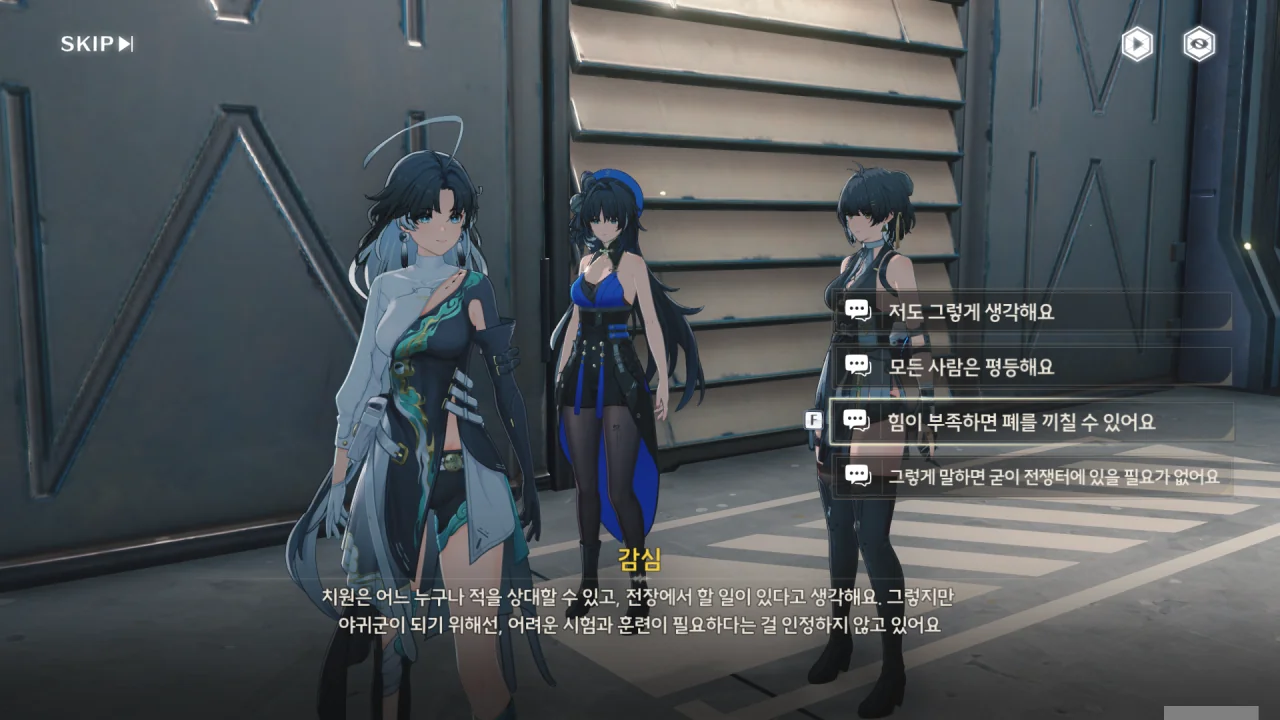 SKIP
저도 그렇게 생각해요
모든 사람은 평등해요
F
힘이 부족하면 폐를 끼칠 수 있어요
그렇게 말하면 굳이 전쟁터에 있을 필요가 없어요
감심
치원은 어느 누구나 적을 상대할 수 있고, 전장에서 할 일이 있다고 생각해요. 그렇지만
야귀군이 되기 위해선, 어려운 시험과 훈련이 필요하다는 걸 인정하지 않고 있어요